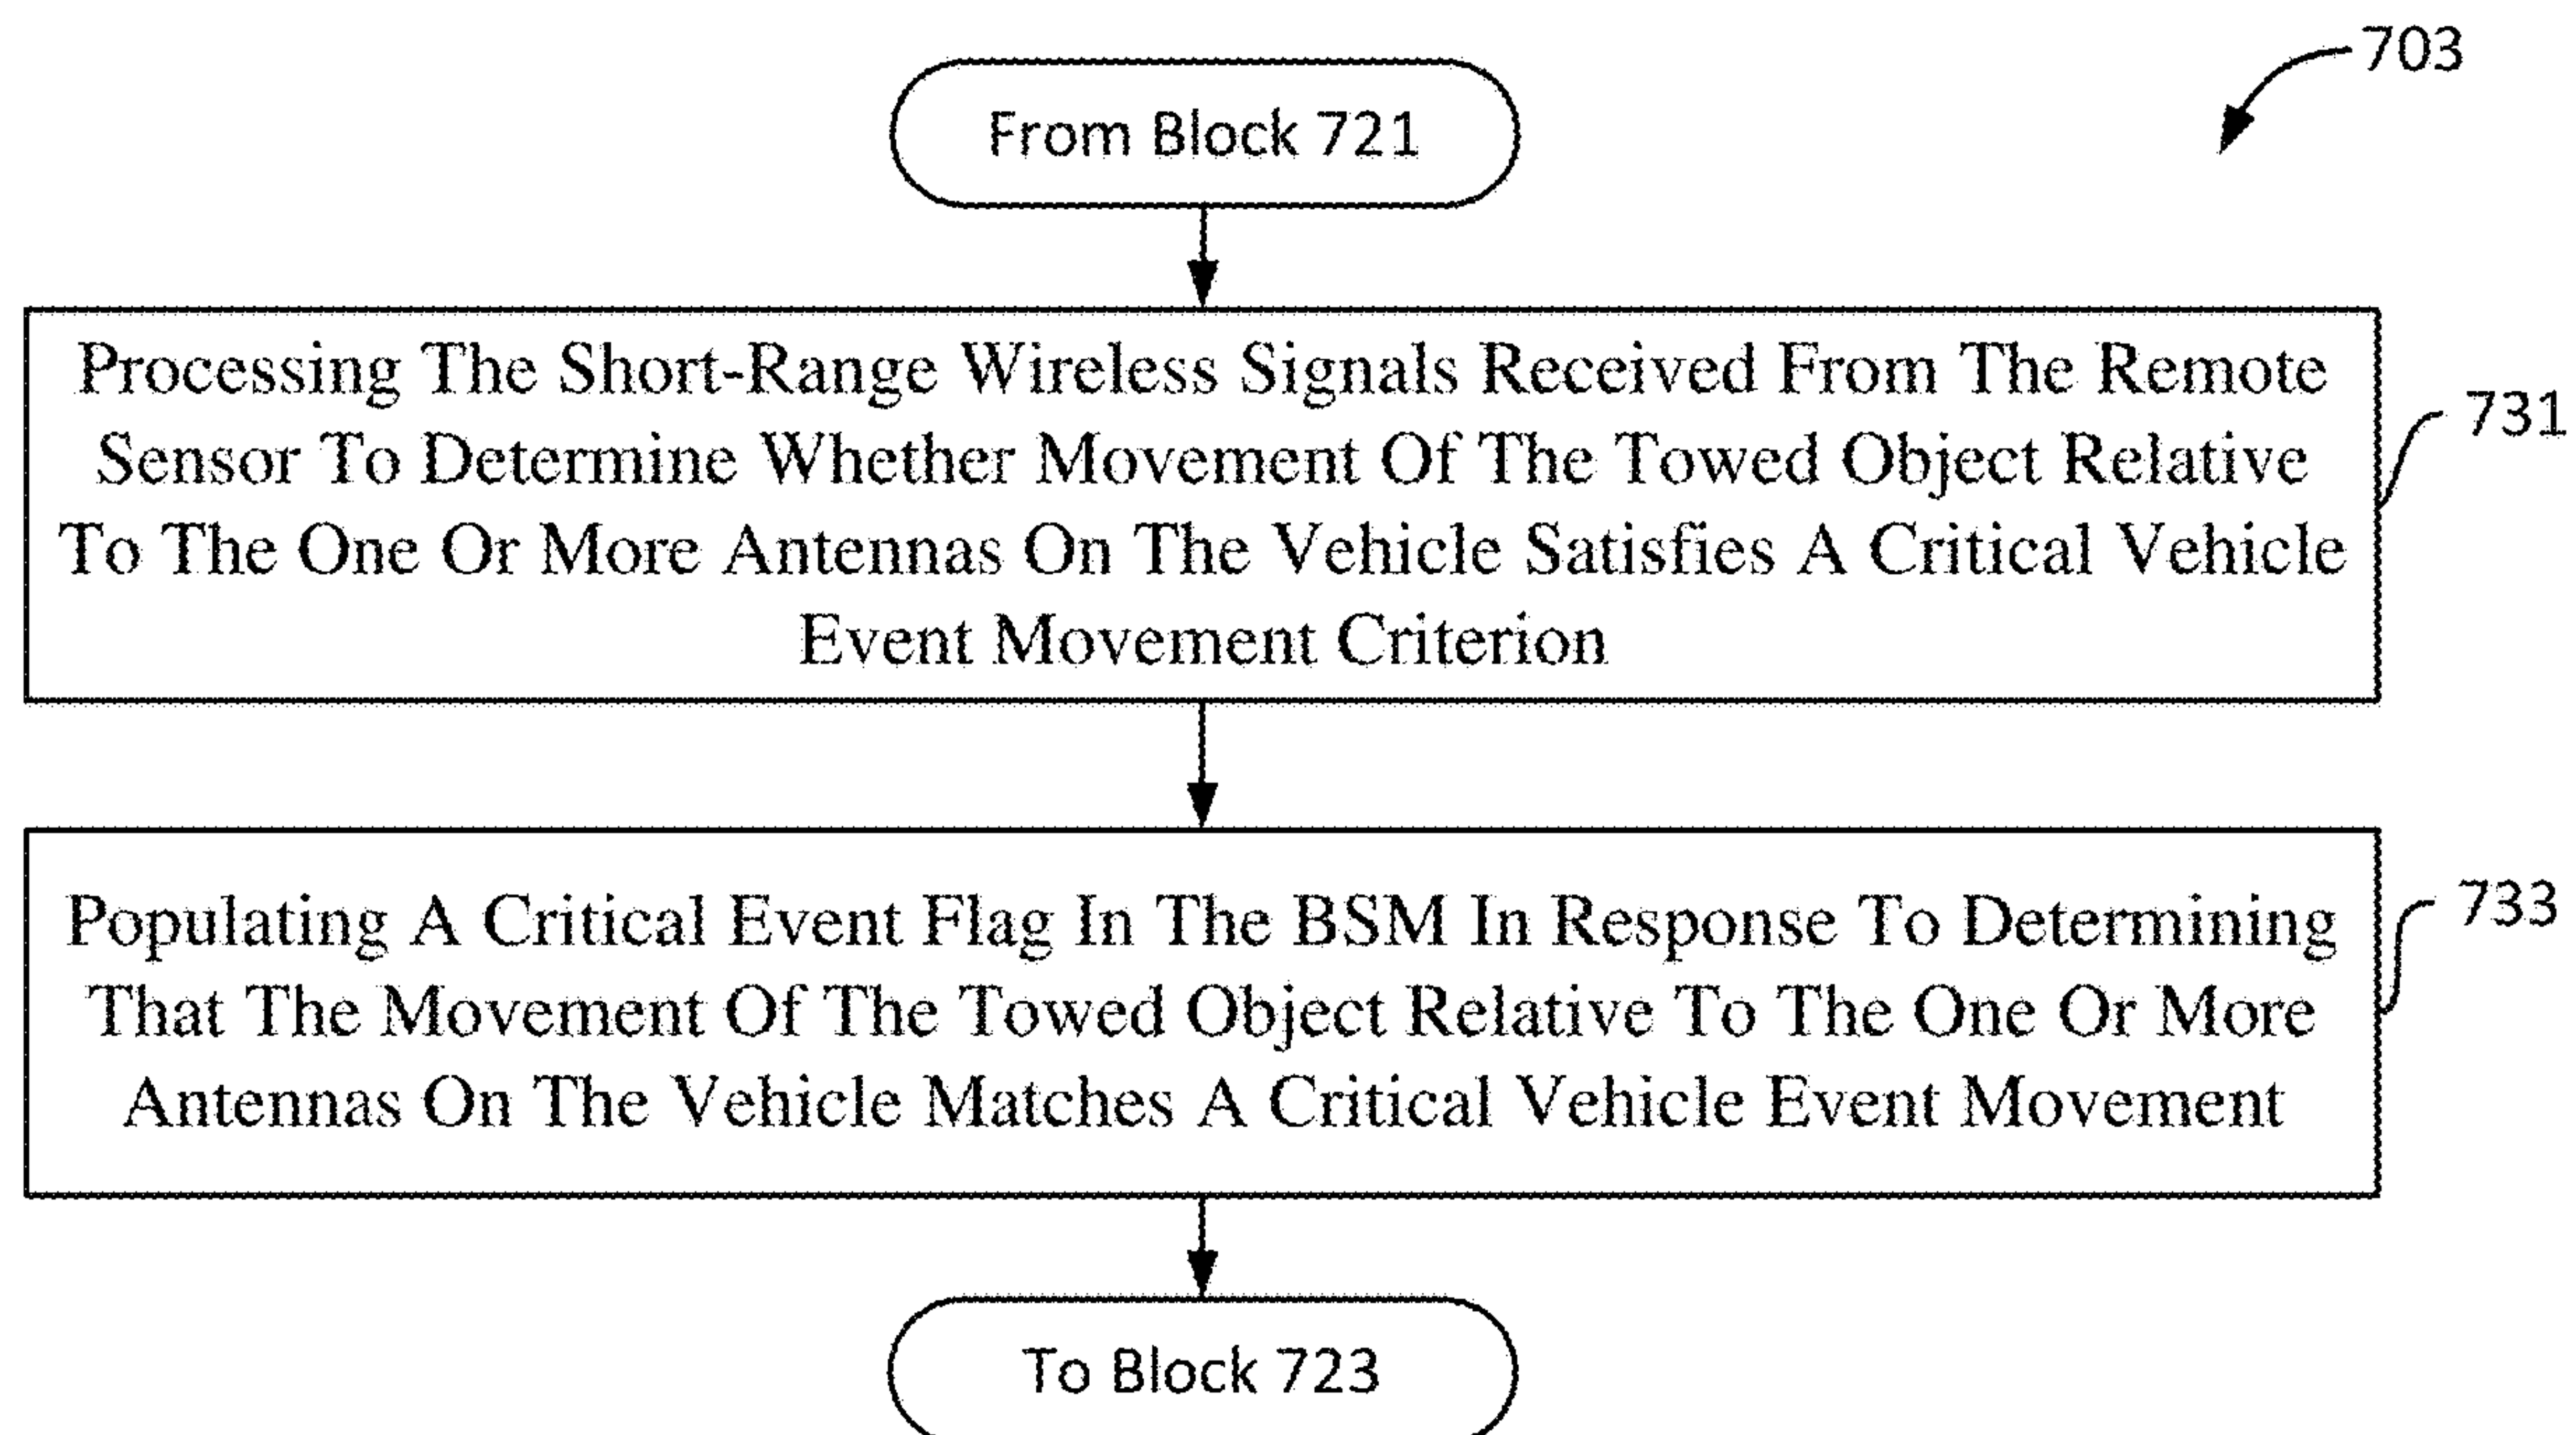 703
From Block 721
Processing The Short-Range Wireless Signals Received From The Remote
Sensor To Determine Whether Movement Of The Towed Object Relative
To The One Or More Antennas On The Vehicle Satisfies A Critical Vehicle
Event Movement Criterion
731
Populating A Critical Event Flag In The BSM In Response To Determining
That The Movement Of The Towed Object Relative To The One Or More
Antennas On The Vehicle Matches A Critical Vehicle Event Movement
733
To Block 723